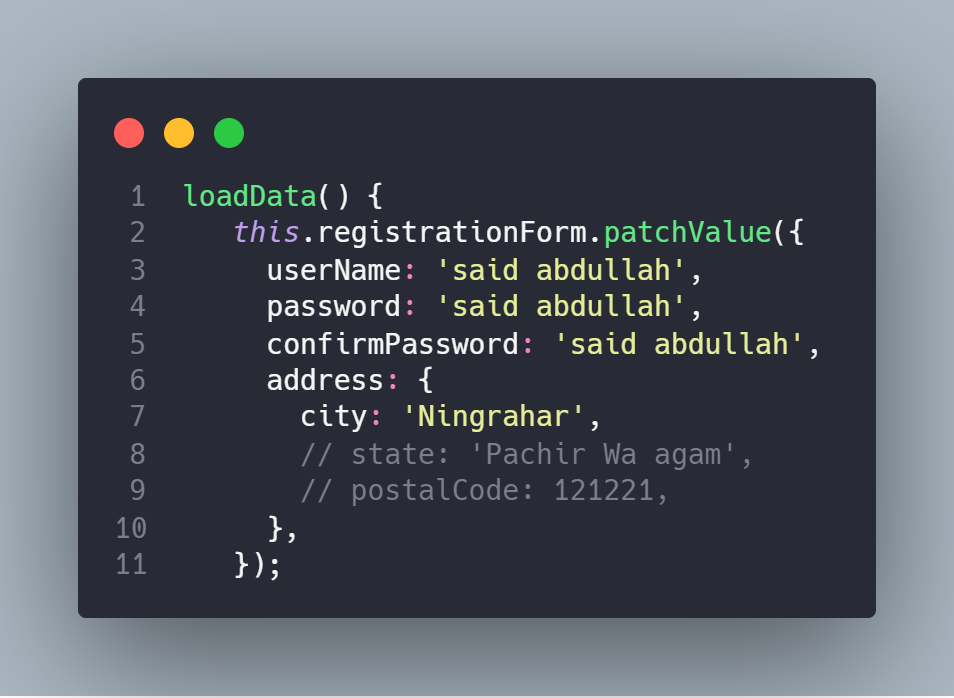 1 loadData() {
2 this.registrationForm.patchValue({
3 userName: 'said abdullah',
4 password: 'said abdullah',
5 confirmPassword: 'said abdullah',
6 address: {
7 city: 'Ningrahar',
8 // state: 'Pachir Wa agam',
9 // postalCode: 121221,
10 },
11 });